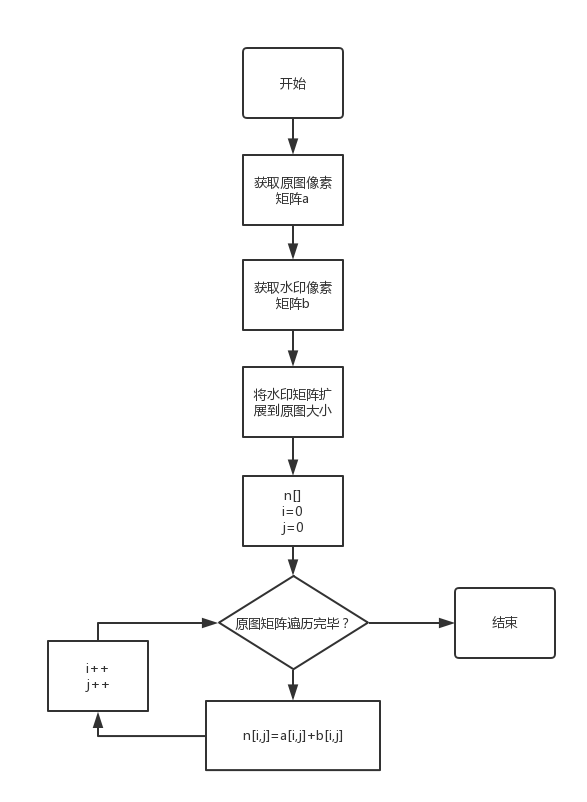 开始
获取原图像素
矩阵a
获取水印像素
矩阵b
将水印矩阵扩
展到原图大小
n[]
i=0
j=0
原图矩阵遍历完毕？
结束
i++
j++
n[i,j]=a[i,j]+b[i,j]